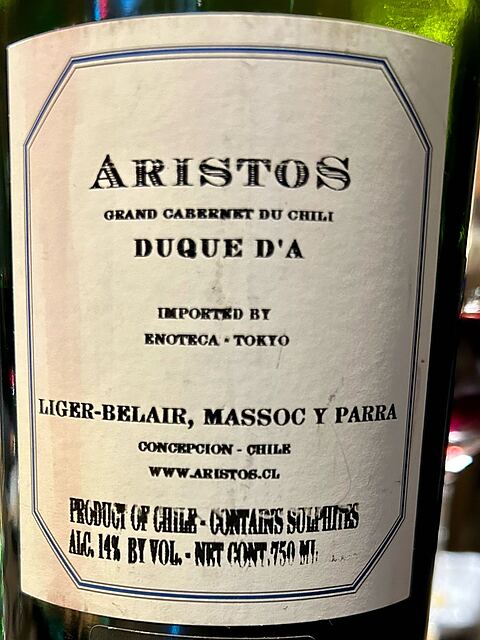 ARISTOS
GRAND CABERNET DU CHILI
DUQUE D'A
IMPORTED BY
ENOTECA - TOKYO
LIGER-BELAIR, MASSOC Y PARRA
CONCEPCION - CHILE
WWW.ARISTOS.CL
PRODUCT OF CHILE - CONTAINS SULPHITES
ALC. 14% BY VOL. - NET CONT. 750 ML